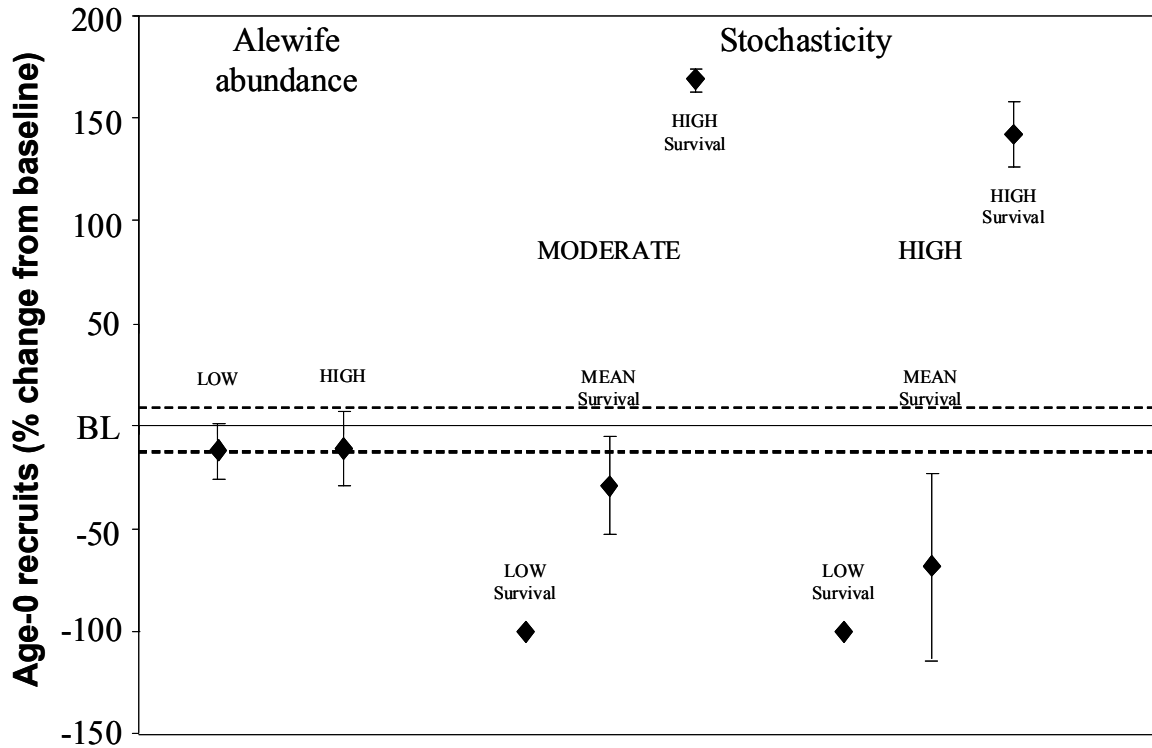 Age-0 recruits (% change from baseline)
200
150
100
50
BL
-50
-100
-150
Alewife
abundance
Stochasticity
HIGH
Survival
HIGH
Survival
MODERATE
HIGH
LOW
HIGH
MEAN
Survival
MEAN
Survival
LOW
Survival
LOW
Survival